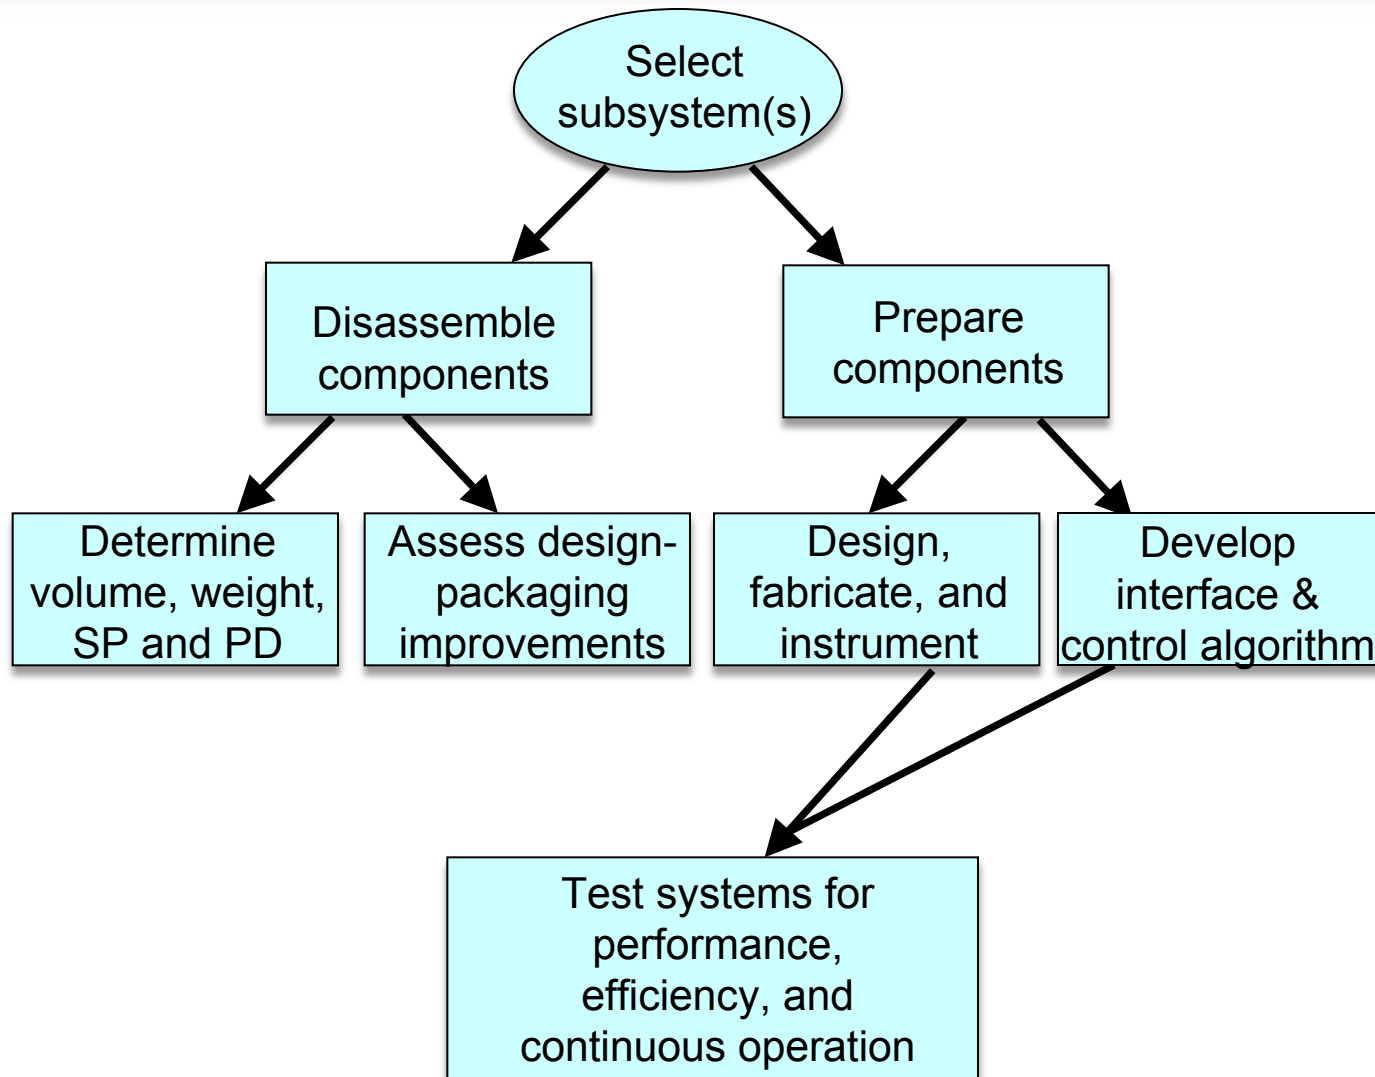 Select
subsystem(s)
Disassemble
components
Prepare
components
Determine
volume, weight,
SP and PD
Assess design-
packaging
improvements
Design,
fabricate, and
instrument
Develop
interface &
control algorithm
Test systems for
performance,
efficiency, and
continuous operation